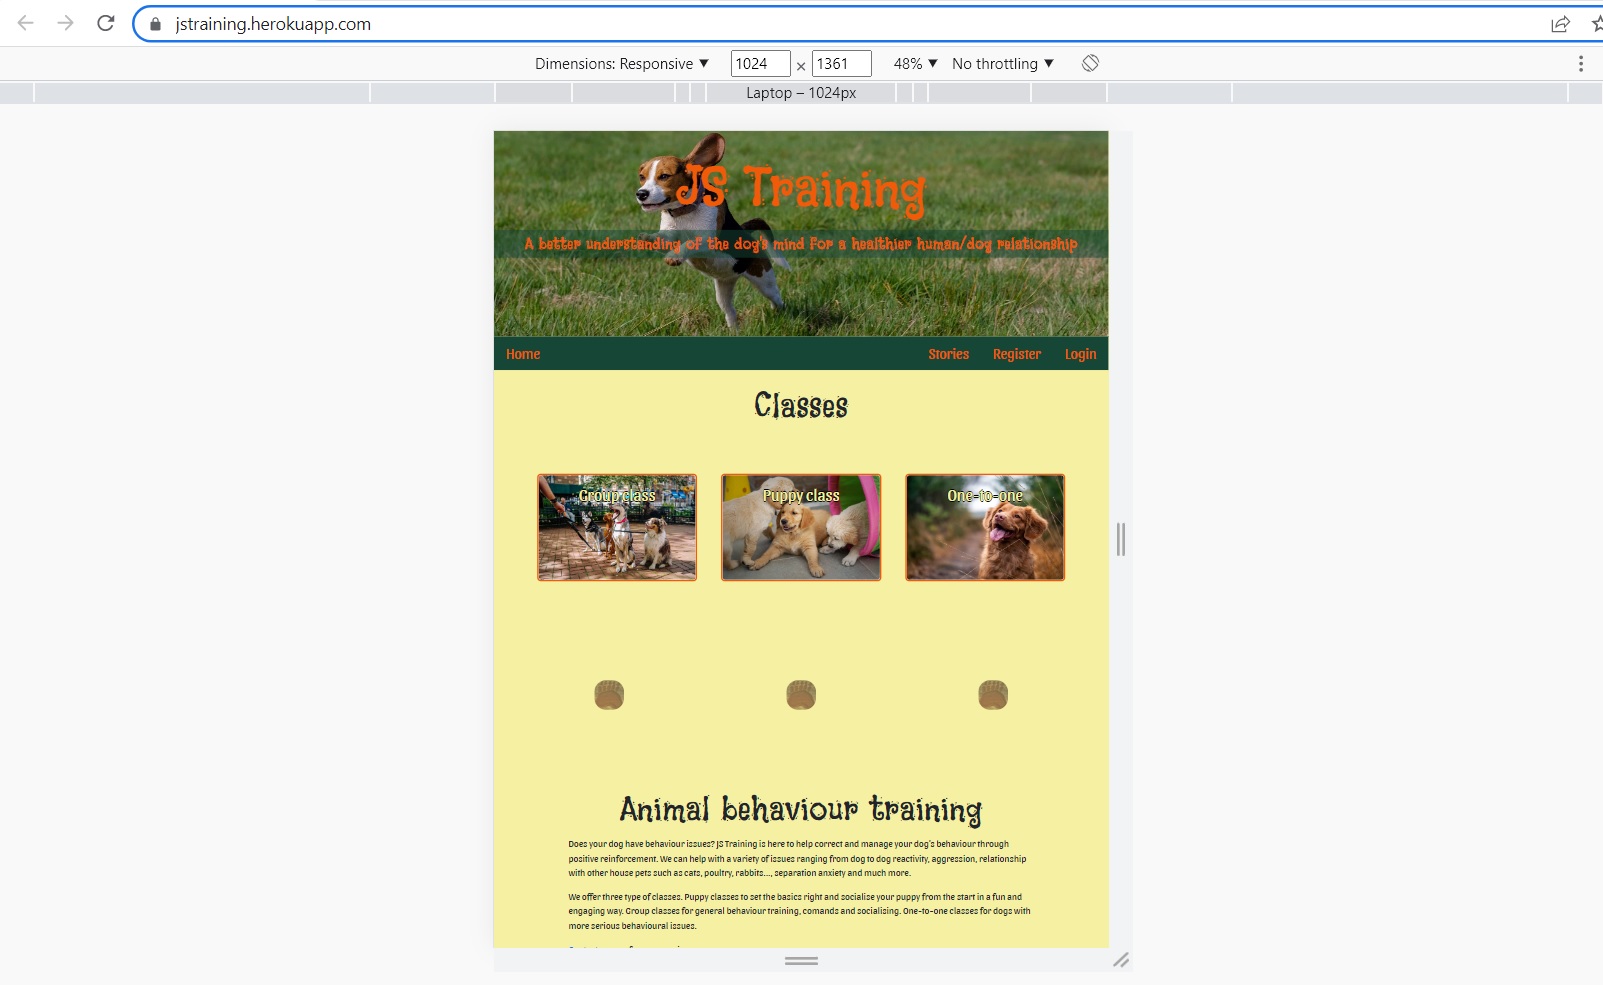 jstraining.herokuapp.com
Dimensions: Responsive ▼ 1024 × 1361 48% ▼ No throttling ▼
Laptop – 1024px
JS Training
A better understanding of the dog's mind For a healthier human/dog relationship
Home Stories Register Login
Classes
Group class Puppy class One-to-one
Animal behaviour training
Does your dog have behaviour issues? JS Training is here to help correct and manage your dog's behaviour through
positive reinforcement. We can help with a variety of issues ranging from dog to dog reactivity, aggression, relationship
with other house pets such as cats, poultry, rabbits..., separation anxiety and much more.
We offer three type of classes. Puppy classes to set the basics right and socialise your puppy from the start in a fun and
engaging way. Group classes for general behaviour training, comands and socialising. One-to-one classes for dogs with
more serious behavioural issues.